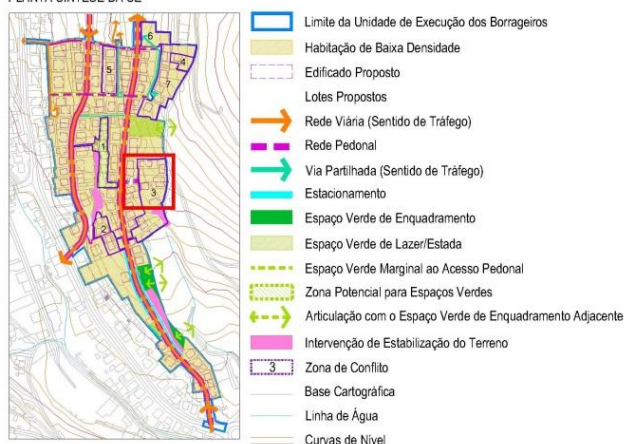 PLANTA SÍNTESE DA UE
Limite da Unidade de Execução dos Borrageiros
Habitação de Baixa Densidade
Edificado Proposto
Lotes Propostos
Rede Viária (Sentido de Tráfego)
Rede Pedonal
Via Partilhada (Sentido de Tráfego)
Estacionamento
Espaço Verde de Enquadramento
Espaço Verde de Lazer/Estada
Espaço Verde Marginal ao Acesso Pedonal
Zona Potencial para Espaços Verdes
Articulação com o Espaço Verde de Enquadramento Adjacente
Intervenção de Estabilização do Terreno
3 Zona de Conflito
Base Cartográfica
Linha de Água
Curvas de Nível
6
4
5
7
1
3
2